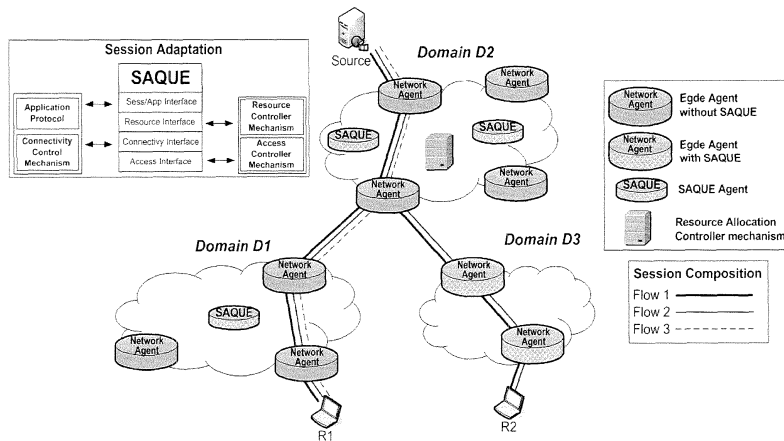 Session Adaptation
SAQUE
Sess/App Interface
Resource Interface
Connectivy Interface
Access Interface
Application
Protocol
Connectivity
Control
Mechanism
Resource
Controller
Mechanism
Access
Controller
Mechanism
Source
Domain D2
Network
Agent
Network
Agent
SAQUE
SAQUE
Network
Agent
Network
Agent
Domain D1
Domain D3
Network
Agent
Network
Agent
SAQUE
Network
Agent
Network
Agent
Network
Agent
R1
R2
Network
Agent
Egde Agent
without SAQUE
Network
Agent
Egde Agent
with SAQUE
SAQUE
SAQUE Agent
Resource Allocation
Controller mechanism
Session Composition
Flow 1
Flow 2
Flow 3